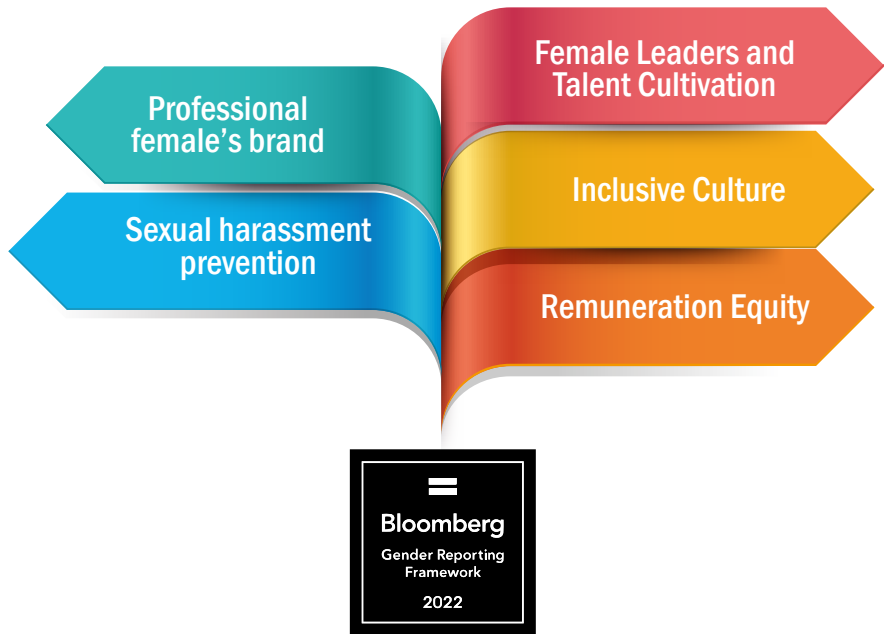 Professional
female’s brand
Sexual harassment
prevention
Female Leaders and
Talent Cultivation
Inclusive Culture
Remuneration Equity
Bloomberg
Gender Reporting
Framework
2022